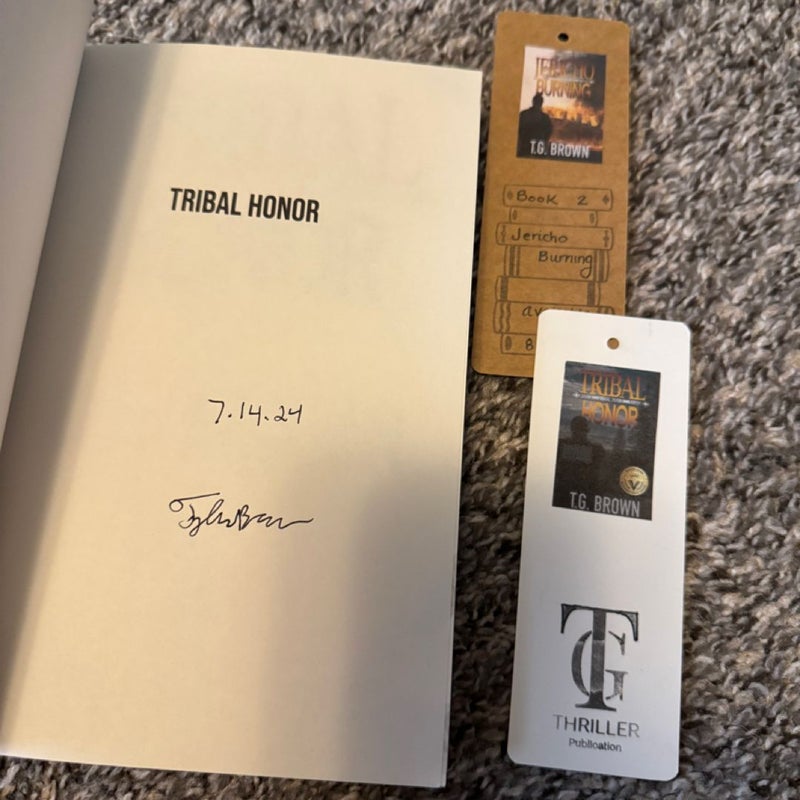 TRIBAL HONOR
7.14.24
JERICHO
BURNING
T.G. BROWN
Book 2
Jericho
Burning
TRIBAL
HONOR
T.G. BROWN
TG
THRILLER
Publication